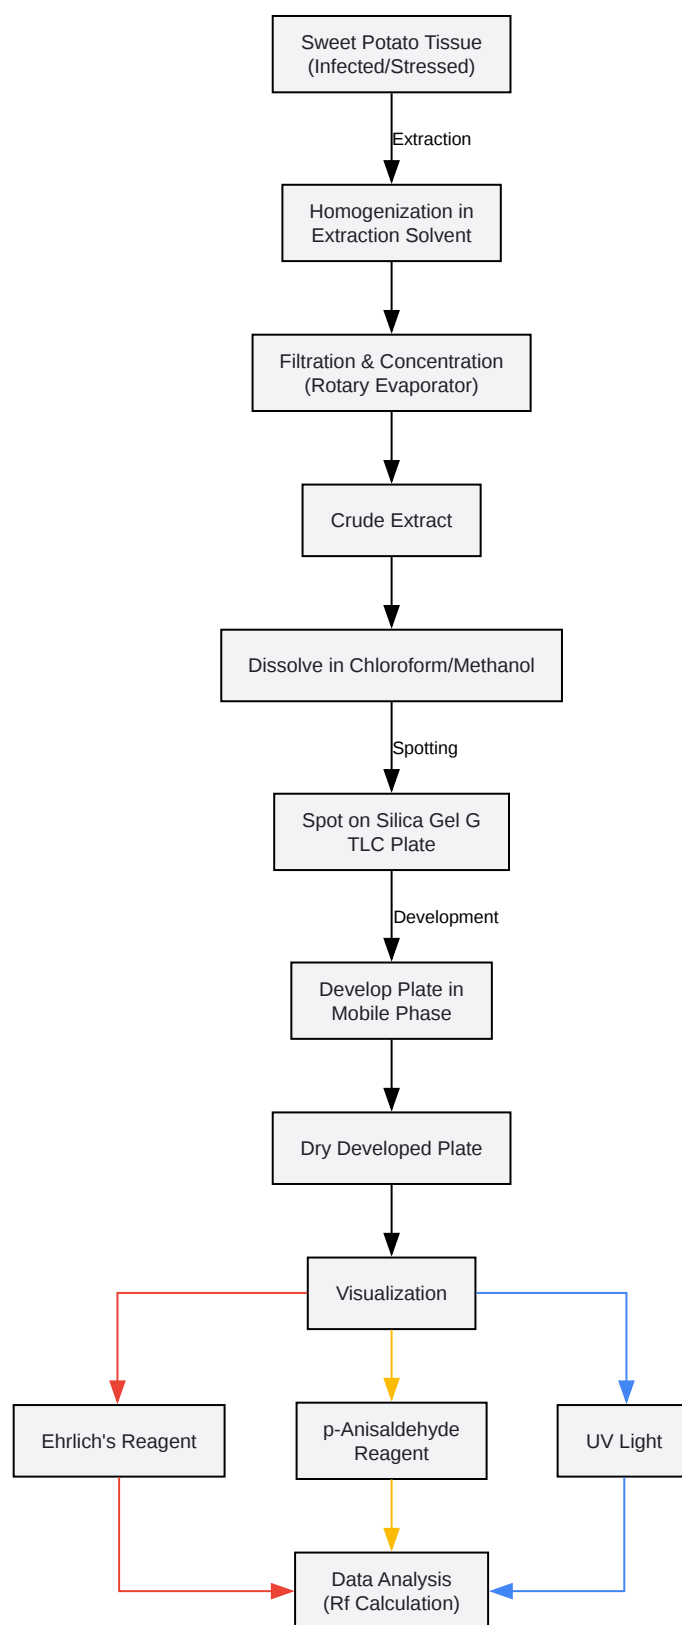 Sweet Potato Tissue
(Infected/Stressed)
Extraction
Homogenization in
Extraction Solvent
Filtration & Concentration
(Rotary Evaporator)
Crude Extract
Dissolve in Chloroform/Methanol
Spotting
Spot on Silica Gel G
TLC Plate
Development
Develop Plate in
Mobile Phase
Dry Developed Plate
Visualization
Ehrlich's Reagent
p-Anisaldehyde
Reagent
UV Light
Data Analysis
(Rf Calculation)